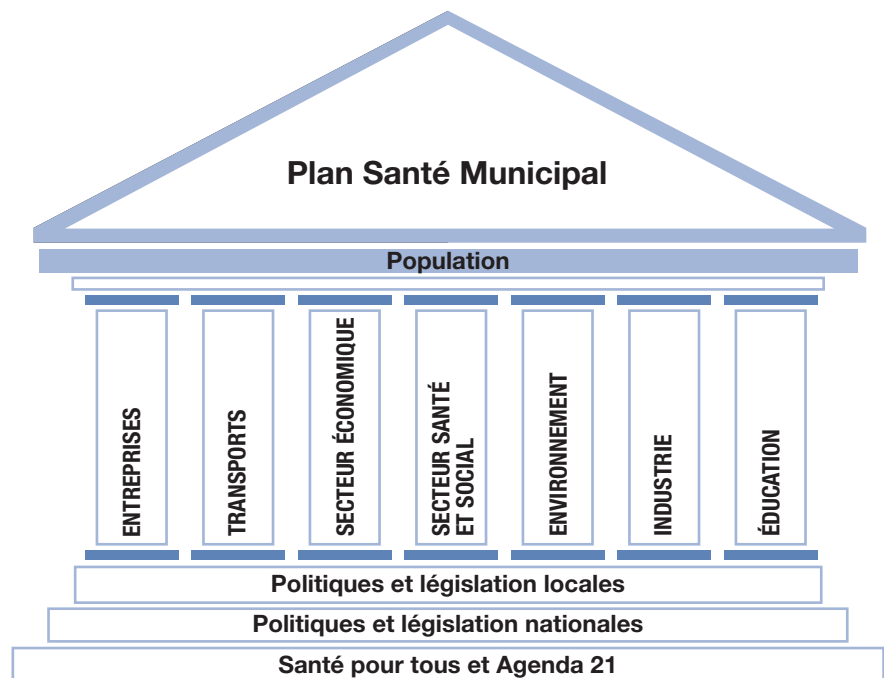 Plan Santé Municipal
Population
ENTREPRISES
TRANSPORTS
SECTEUR ÉCONOMIQUE
SECTEUR SANTÉ
ET SOCIAL
ENVIRONNEMENT
INDUSTRIE
ÉDUCATION
Politiques et législation locales
Politiques et législation nationales
Santé pour tous et Agenda 21